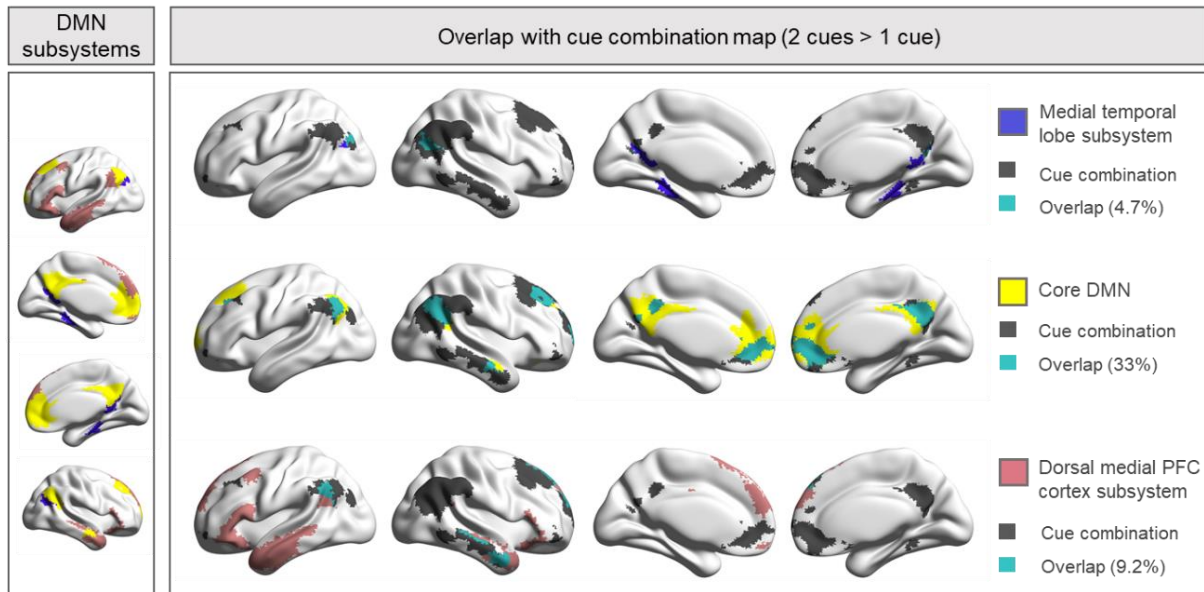 DMN
subsystems
Overlap with cue combination map (2 cues > 1 cue)
Medial temporal
lobe subsystem
Cue combination
Overlap (4.7%)
Core DMN
Cue combination
Overlap (33%)
Dorsal medial PFC
cortex subsystem
Cue combination
Overlap (9.2%)